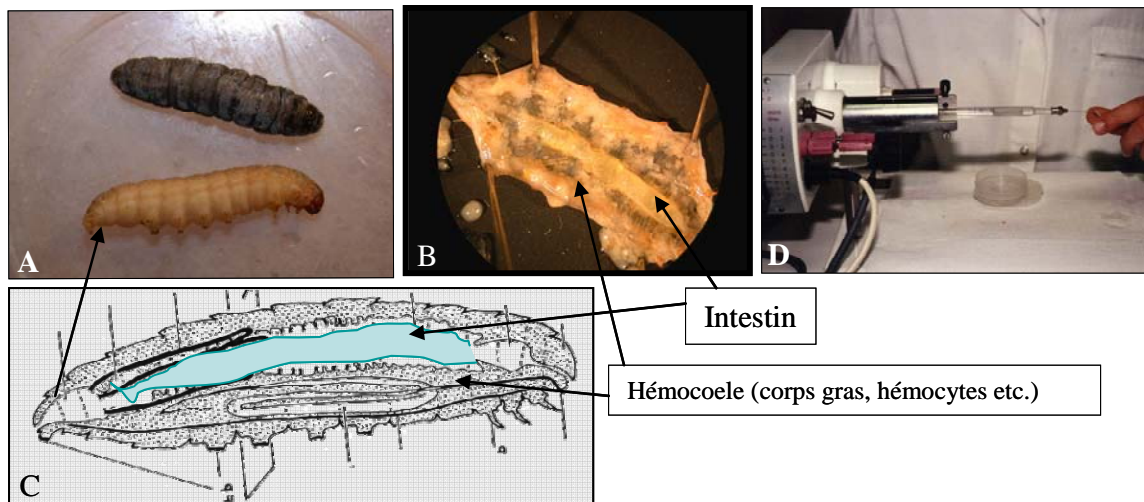 A
B
D
Intestin
Hémocoele (corps gras, hémocytes etc.)
C